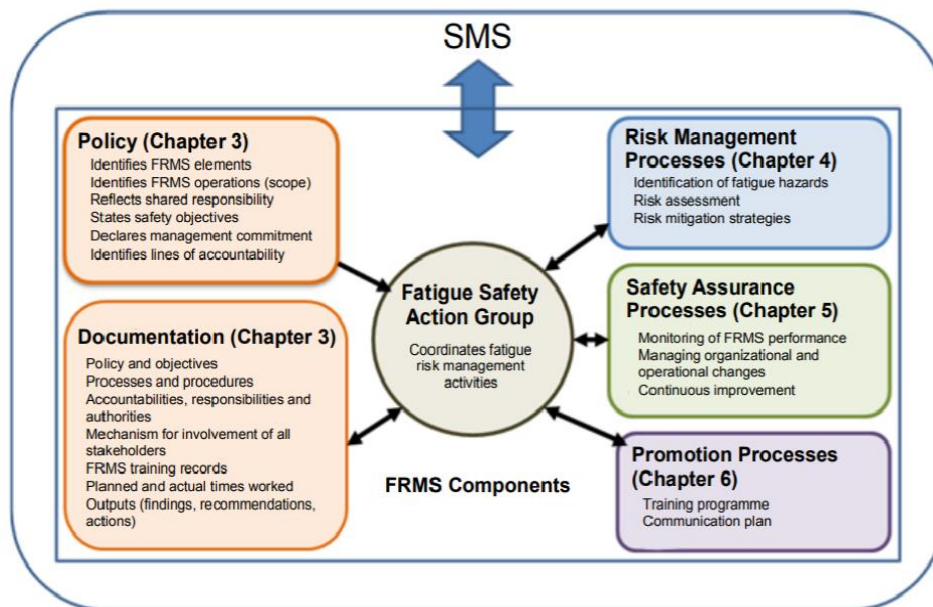 SMS
Policy (Chapter 3)
Identifies FRMS elements
Identifies FRMS operations (scope)
Reflects shared responsibility
States safety objectives
Declares management commitment
Identifies lines of accountability
Documentation (Chapter 3)
Policy and objectives
Processes and procedures
Accountabilities, responsibilities and
authorities
Mechanism for involvement of all
stakeholders
FRMS training records
Planned and actual times worked
Outputs (findings, recommendations,
actions)
Fatigue Safety
Action Group
Coordinates fatigue
risk management
activities
FRMS Components
Risk Management
Processes (Chapter 4)
Identification of fatigue hazards
Risk assessment
Risk mitigation strategies
Safety Assurance
Processes (Chapter 5)
Monitoring of FRMS performance
Managing organizational and
operational changes
Continuous improvement
Promotion Processes
(Chapter 6)
Training programme
Communication plan